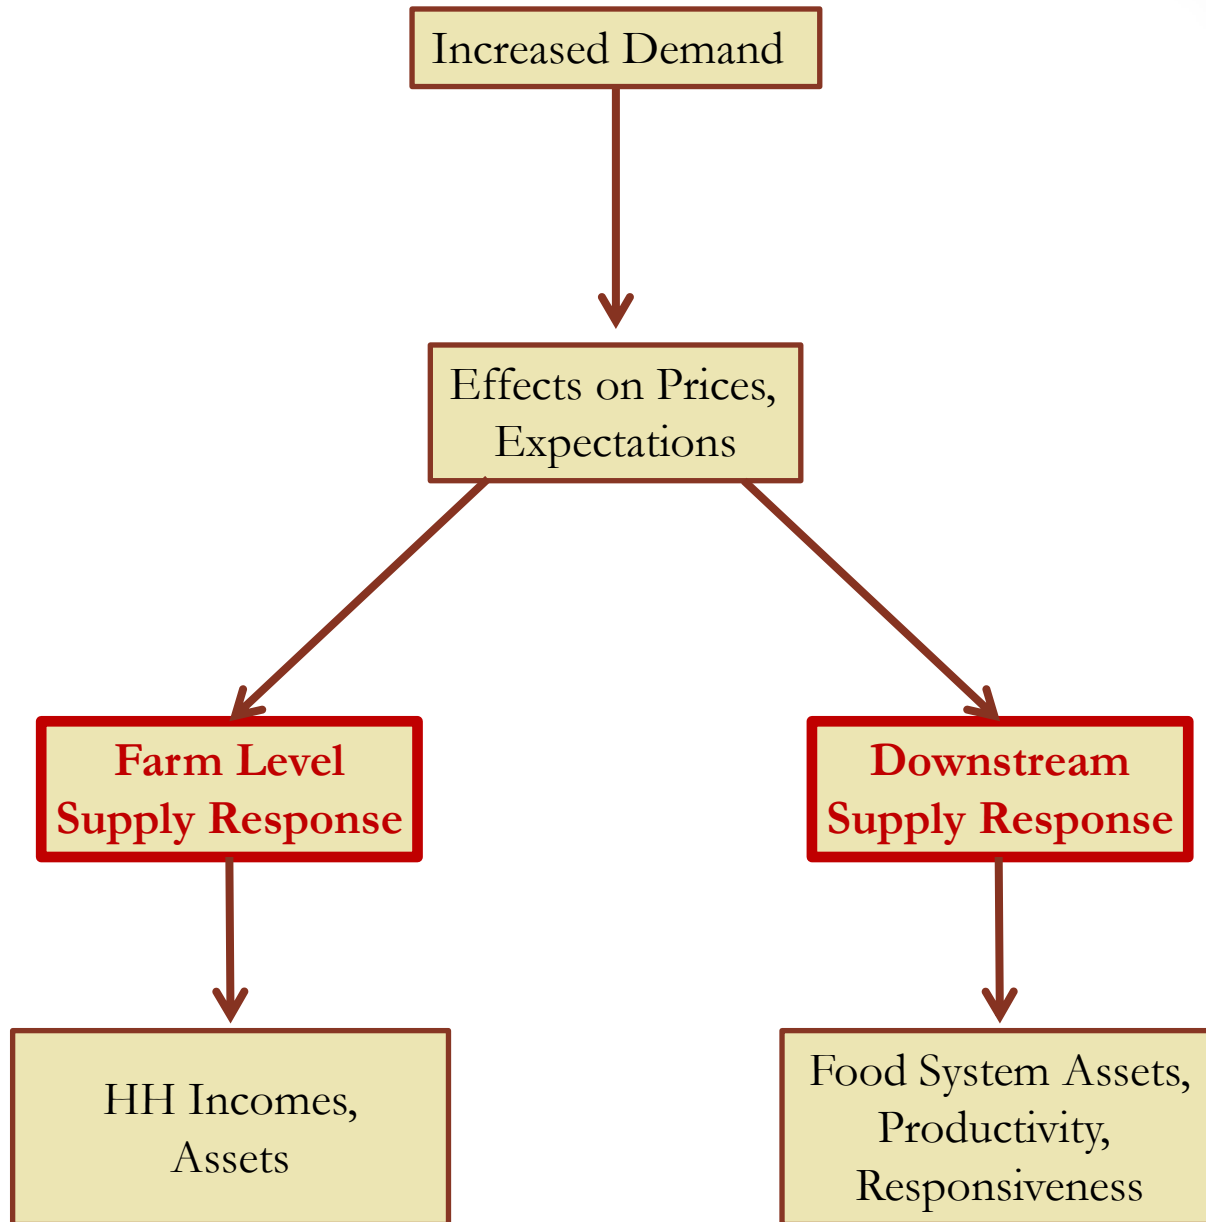 Increased Demand
Effects on Prices,
Expectations
Farm Level
Supply Response
Downstream
Supply Response
HH Incomes,
Assets
Food System Assets,
Productivity,
Responsiveness